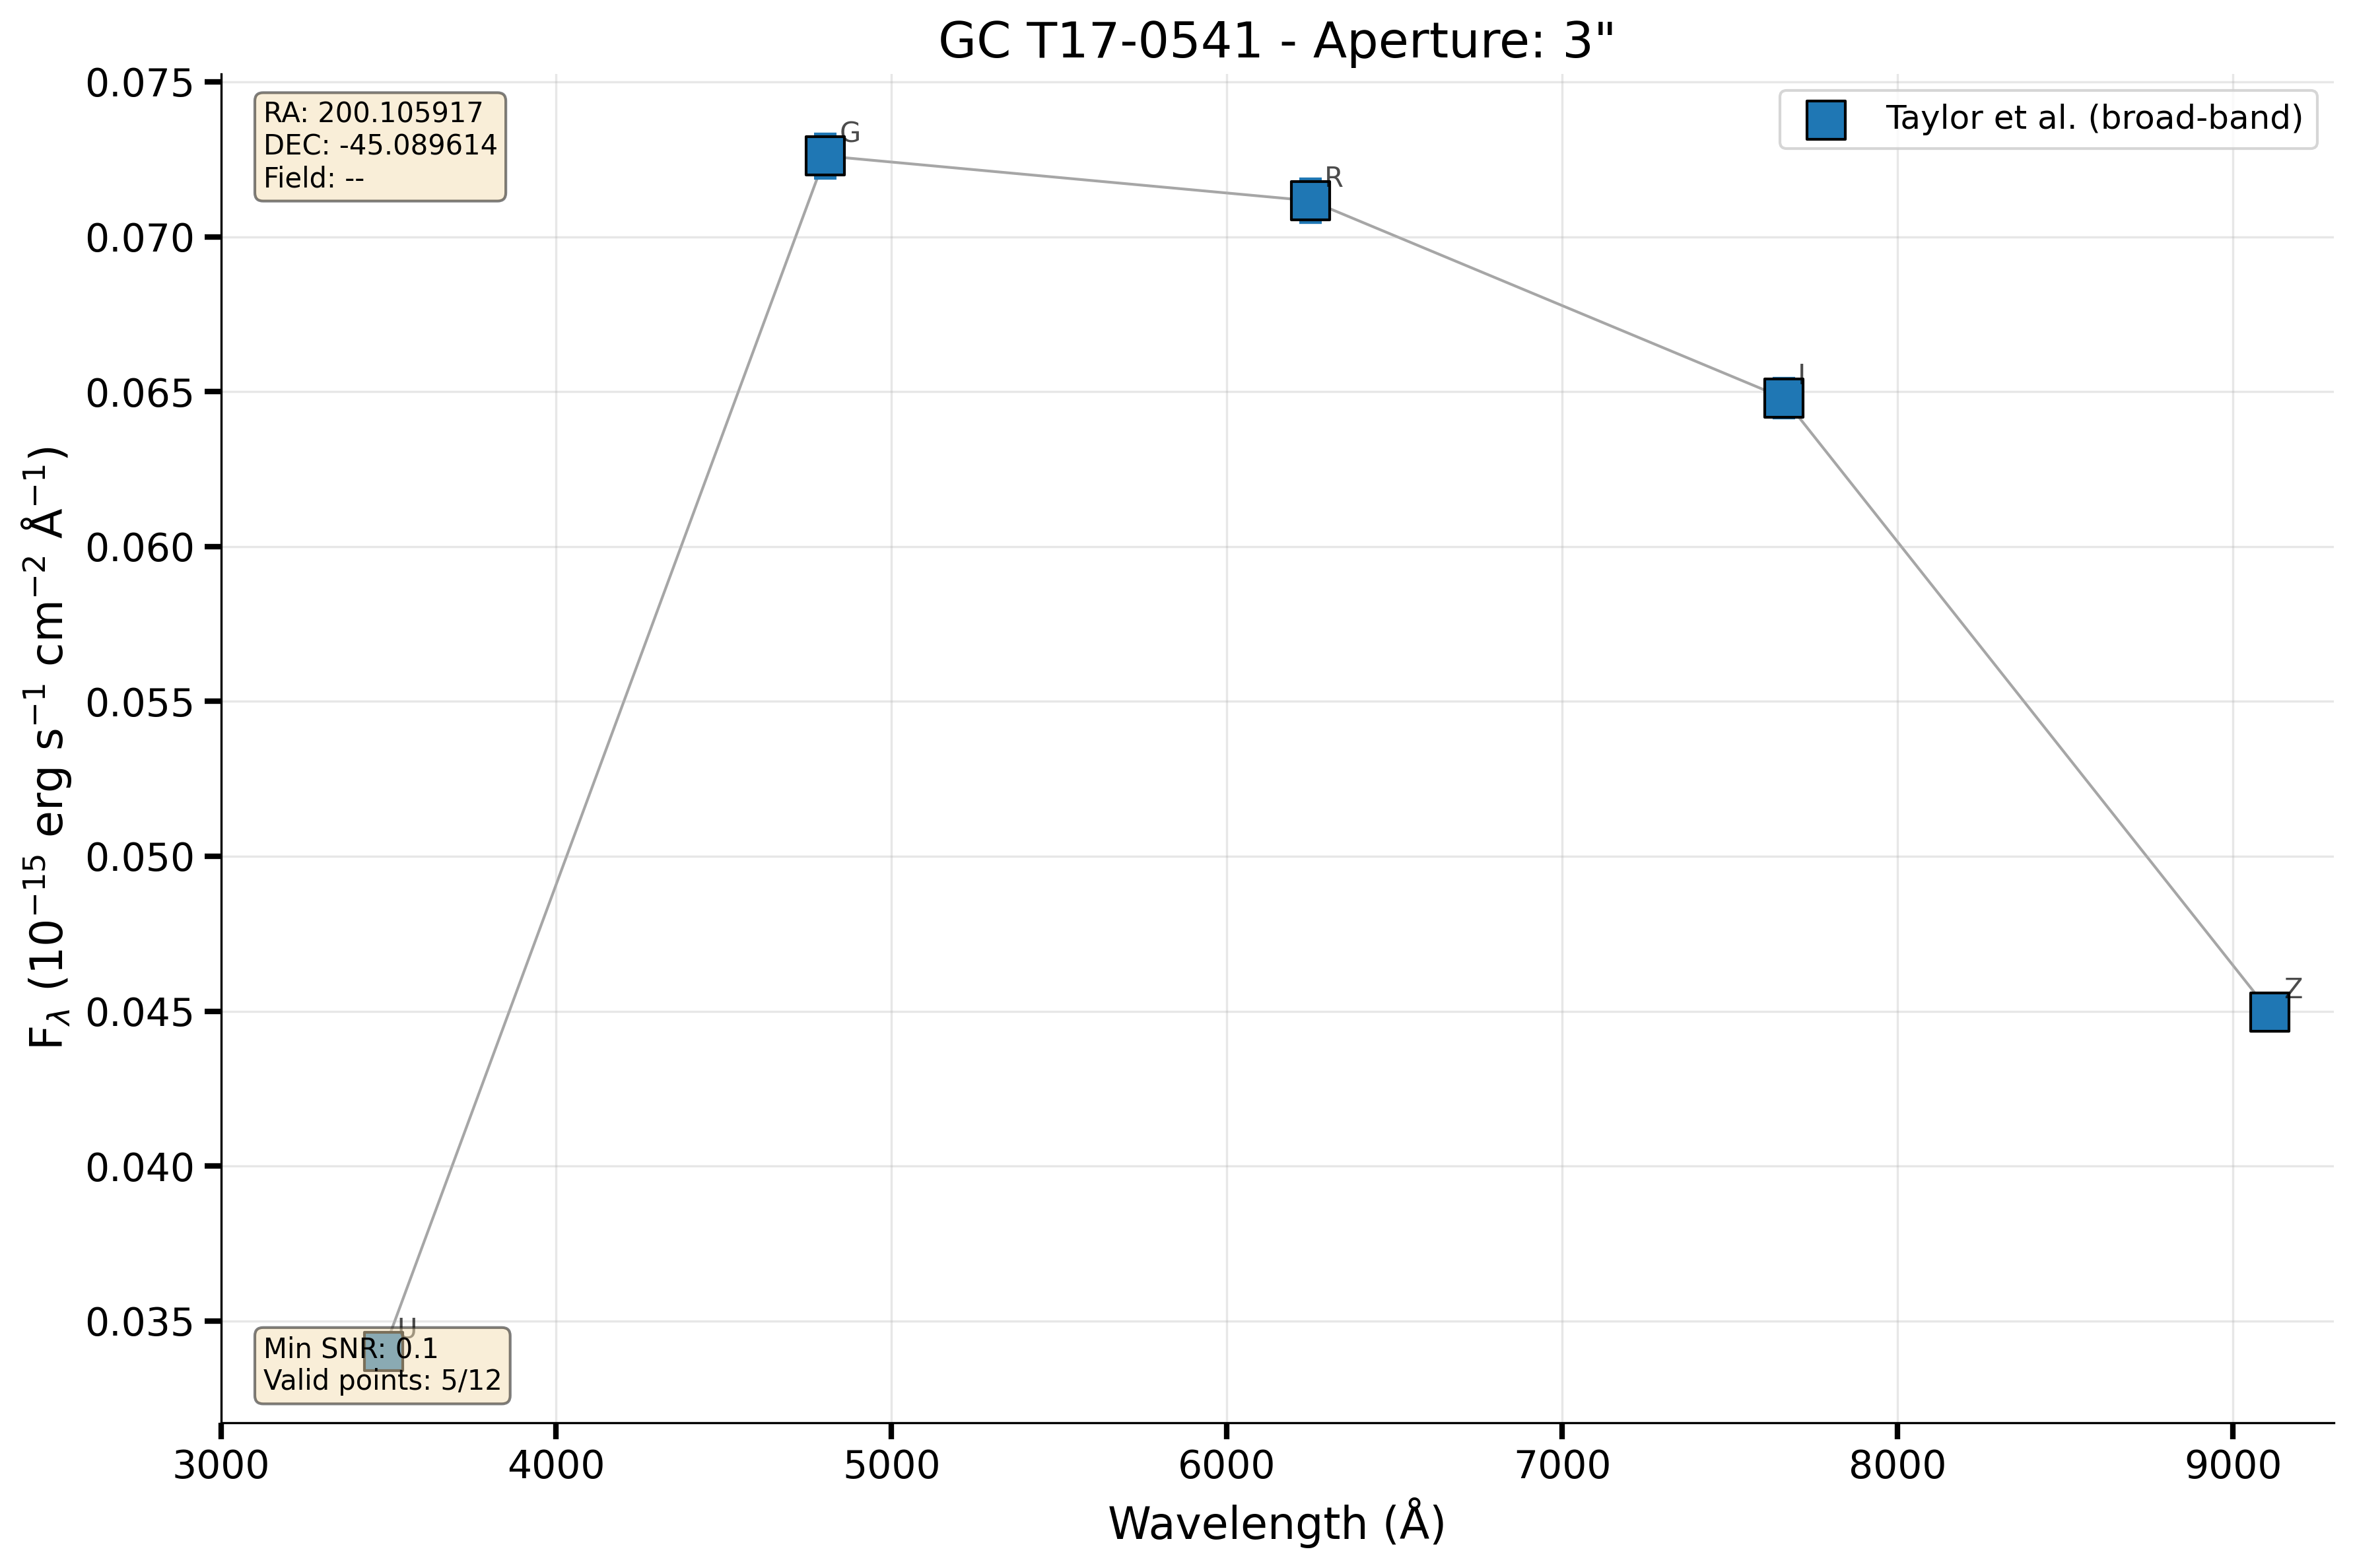 GC T17-0541 - Aperture: 3"
RA: 200.105917
DEC: -45.089614
Field: --
Taylor et al. (broad-band)
G
R
I
Z
U
Min SNR: 0.1
Valid points: 5/12
0.075
0.070
0.065
0.060
0.055
0.050
0.045
0.040
0.035
F_λ (10⁻¹⁵ erg s⁻¹ cm⁻² Å⁻¹)
3000 4000 5000 6000 7000 8000 9000
Wavelength (Å)